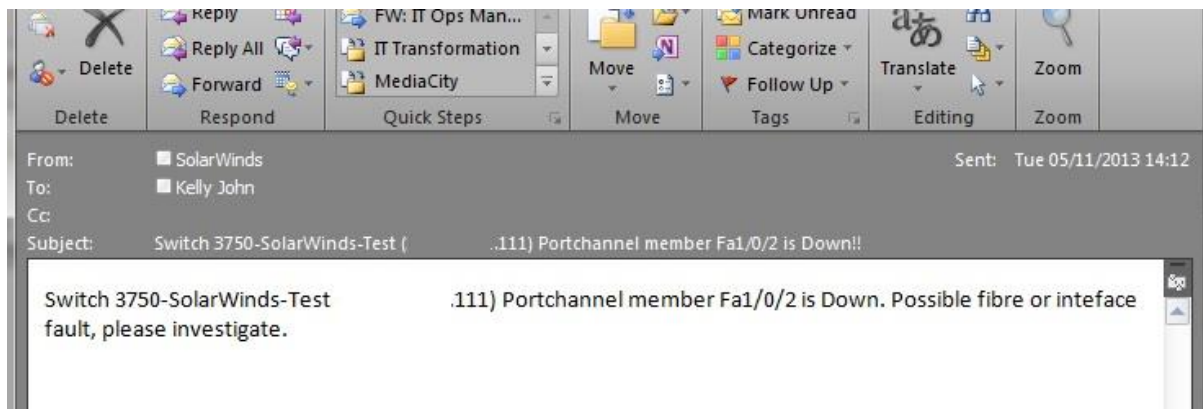 Reply
FW: IT Ops Man...
Mark Unread
Reply All
IT Transformation
Categorize
Delete
Move
Translate
Zoom
Forward
MediaCity
Follow Up
Delete
Respond
Quick Steps
Move
Tags
Editing
Zoom
From: SolarWinds Sent: Tue 05/11/2013 14:12
To: Kelly John
Cc:
Subject: Switch 3750-SolarWinds-Test ( ..111) Portchannel member Fa1/0/2 is Down!!
Switch 3750-SolarWinds-Test .111) Portchannel member Fa1/0/2 is Down. Possible fibre or inteface
fault, please investigate.